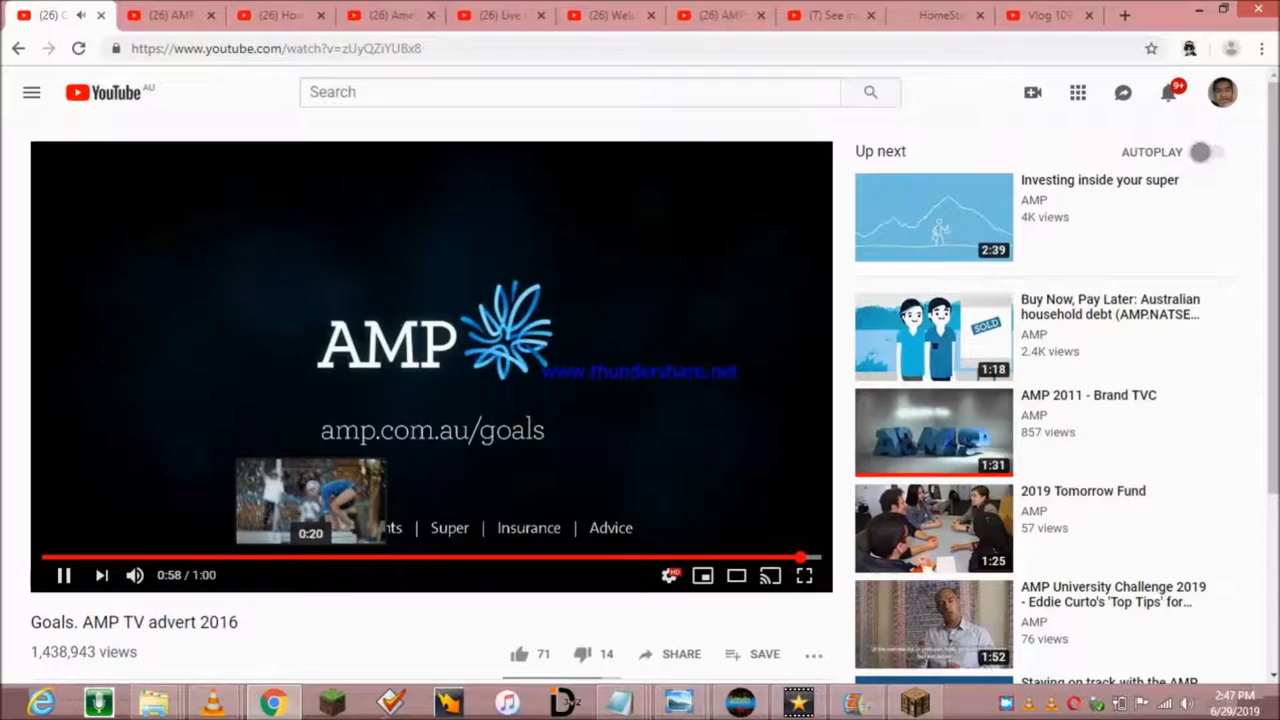 (26) G
(26) AMP
(26) How
(26) Ame
(26) Live
(26) Wels
(26) AMP
(7) See in
HomeSta
Vlog 109
https://www.youtube.com/watch?v=zUyQZiYUBx8
YouTube AU
Search
9+
AMP
www.thundershare.net
amp.com.au/goals
0:20
nts | Super | Insurance | Advice
0:58 / 1:00
HD
Goals. AMP TV advert 2016
1,438,943 views
71
14
SHARE
SAVE
Up next
AUTOPLAY
Investing inside your super
AMP
4K views
2:39
Buy Now, Pay Later: Australian
household debt (AMP.NATSE...
AMP
2.4K views
SOLD
1:18
AMP 2011 - Brand TVC
AMP
857 views
1:31
2019 Tomorrow Fund
AMP
57 views
1:25
AMP University Challenge 2019
- Eddie Curto's 'Top Tips' for...
AMP
76 views
1:52
Staying on track with the AMP
2:47 PM
6/29/2019